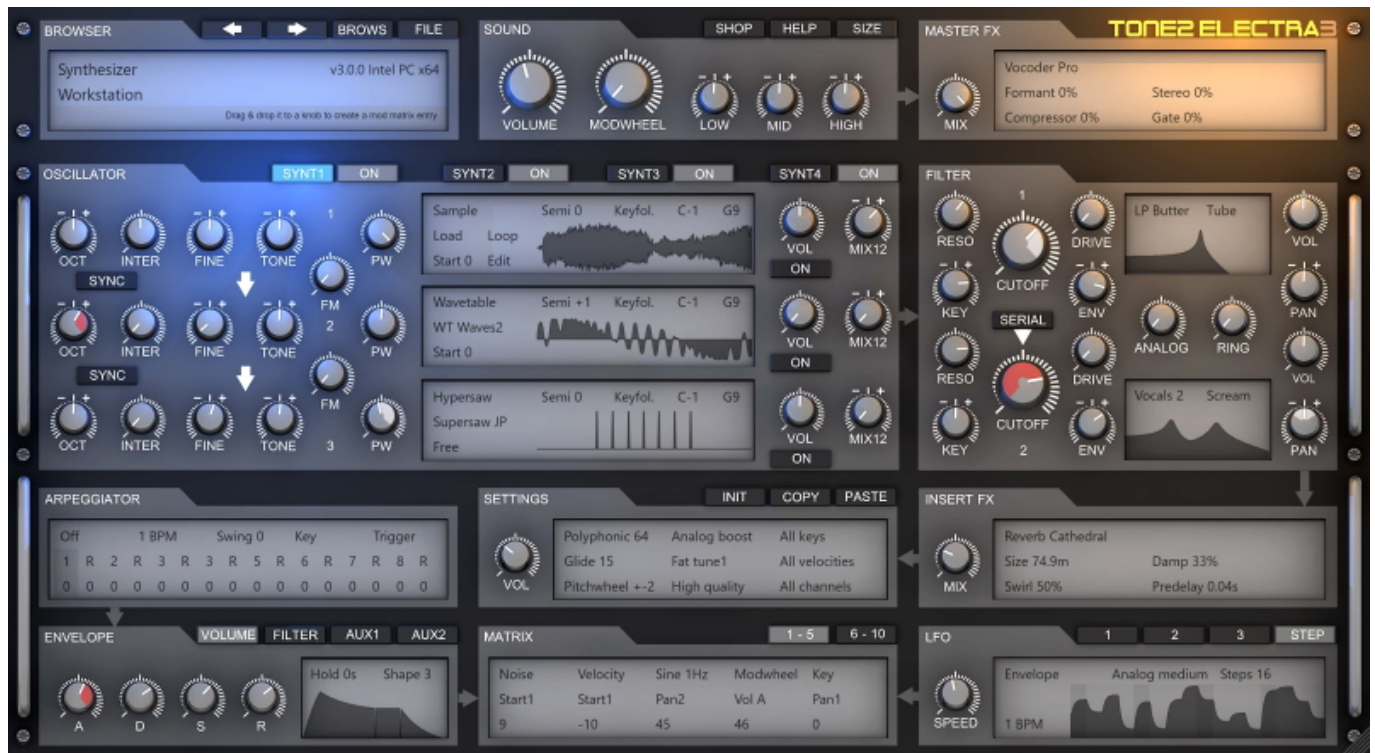 BROWSER BROWS FILE
Synthesizer v3.0.0 Intel PC x64
Workstation
Drag & drop it to a knob to create a mod matrix entry
SOUND SHOP HELP SIZE
VOLUME MODWHEEL LOW MID HIGH
MASTER FX TONE2 ELECTRA3
Vocoder Pro
Formant 0% Stereo 0%
Compressor 0% Gate 0%
MIX
OSCILLATOR SYNT1 ON SYNT2 ON SYNT3 ON SYNT4 ON
1
OCT INTER FINE TONE PW
SYNC
FM
2
OCT INTER FINE TONE PW
SYNC
FM
OCT INTER FINE TONE 3 PW
Sample Semi 0 Keyfol. C-1 G9
Load Loop
Start 0 Edit
VOL MIX12
ON
Wavetable Semi +1 Keyfol. C-1 G9
WT Waves2
Start 0
VOL MIX12
ON
Hypersaw Semi 0 Keyfol. C-1 G9
Supersaw JP
Free
VOL MIX12
ON
FILTER
1
RESO CUTOFF DRIVE
LP Butter Tube
VOL
KEY SERIAL ENV
ANALOG RING
PAN
RESO CUTOFF DRIVE
VOL
Vocals 2 Scream
KEY 2 ENV
PAN
ARPEGGIATOR
Off 1 BPM Swing 0 Key Trigger
1 R 2 R 3 R 3 R 5 R 6 R 7 R 8 R
0 0 0 0 0 0 0 0 0 0 0 0 0 0 0 0
SETTINGS INIT COPY PASTE
Polyphonic 64 Analog boost All keys
Glide 15 Fat tune1 All velocities
Pitchwheel +-2 High quality All channels
VOL
INSERT FX
Reverb Cathedral
Size 74.9m Damp 33%
Swirl 50% Predelay 0.04s
MIX
ENVELOPE VOLUME FILTER AUX1 AUX2
Hold 0s Shape 3
A D S R
MATRIX 1 - 5 6 - 10
Noise Velocity Sine 1Hz Modwheel Key
Start1 Start1 Pan2 Vol A Pan1
9 -10 45 46 0
LFO 1 2 3 STEP
Envelope Analog medium Steps 16
1 BPM
SPEED